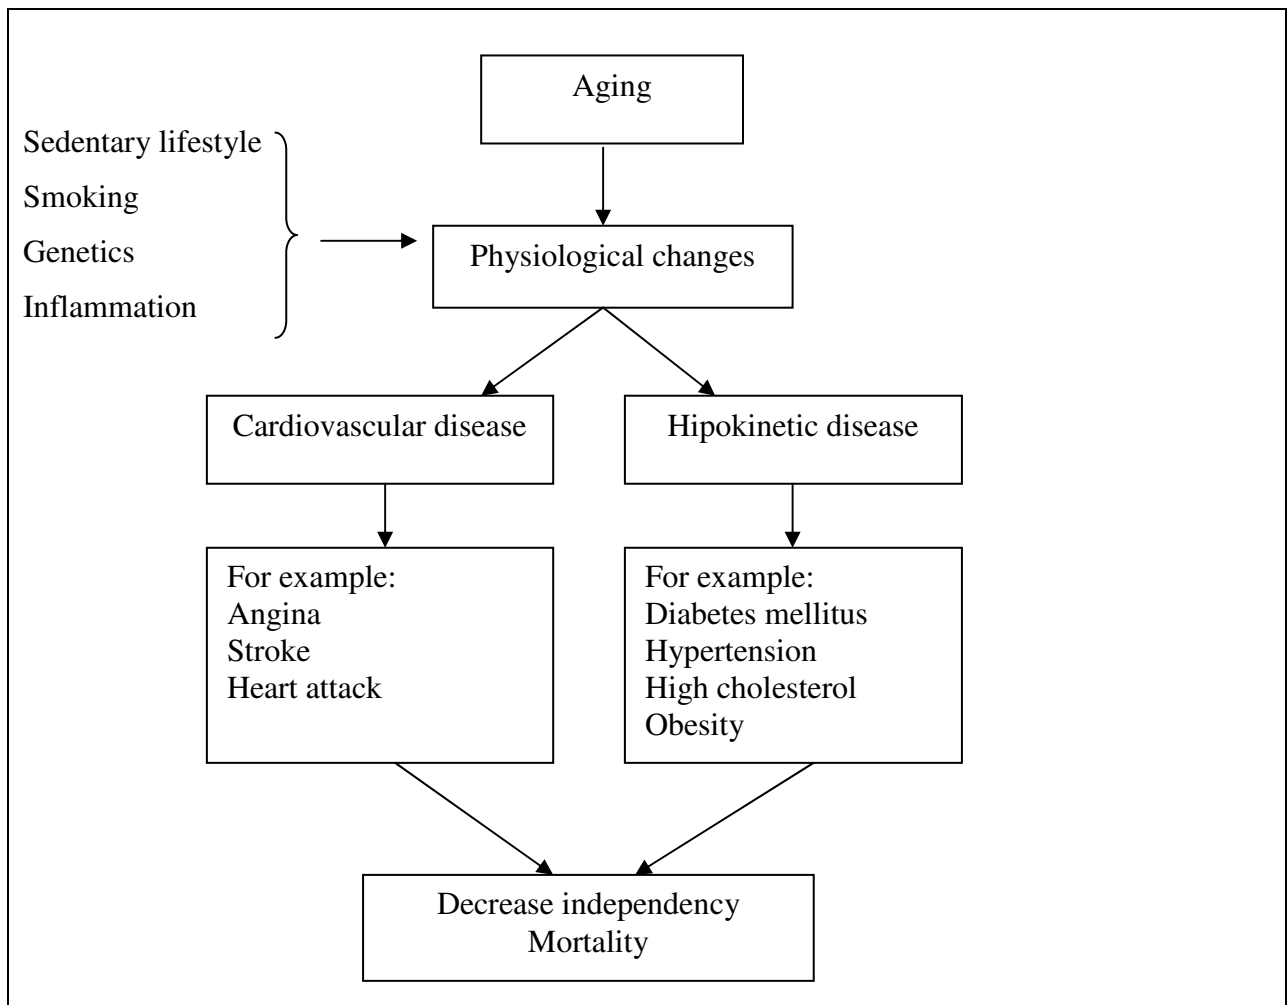 Aging
Sedentary lifestyle
Smoking
Genetics
Inflammation
Physiological changes
Cardiovascular disease
Hipokinetic disease
For example:
Angina
Stroke
Heart attack
For example:
Diabetes mellitus
Hypertension
High cholesterol
Obesity
Decrease independency
Mortality